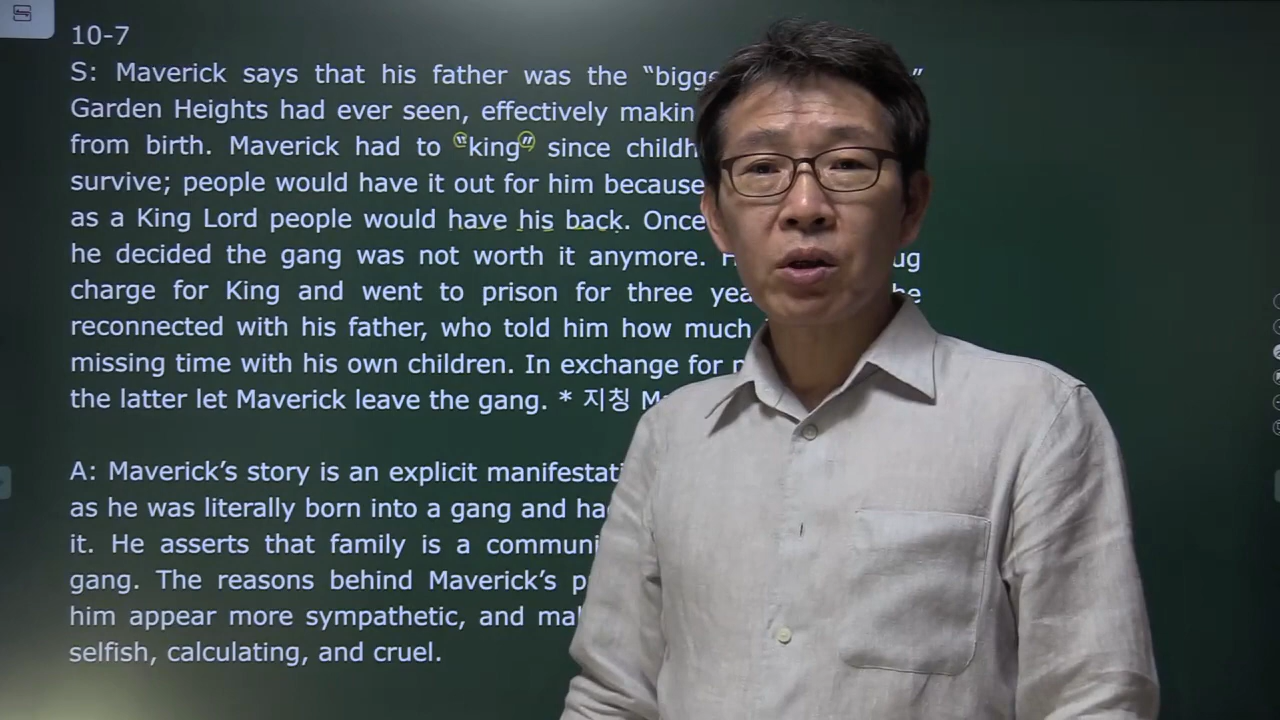 10-7
S: Maverick says that his father was the “bigge ”
Garden Heights had ever seen, effectively makin
from birth. Maverick had to “king” since childh
survive; people would have it out for him because
as a King Lord people would have his back. Once
he decided the gang was not worth it anymore. H ug
charge for King and went to prison for three yea he
reconnected with his father, who told him how much
missing time with his own children. In exchange for
the latter let Maverick leave the gang. * 지칭
A: Maverick’s story is an explicit manifestati
as he was literally born into a gang and ha
it. He asserts that family is a communi
gang. The reasons behind Maverick’s p
him appear more sympathetic, and mal
selfish, calculating, and cruel.